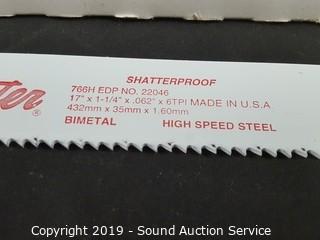 SHATTERPROOF
766H EDP NO. 22046
17" x 1-1/4" x .062" x 6TPI MADE IN U.S.A
432mm x 35mm x 1.60mm
BIMETAL HIGH SPEED STEEL
®
Copyright 2019 - Sound Auction Service